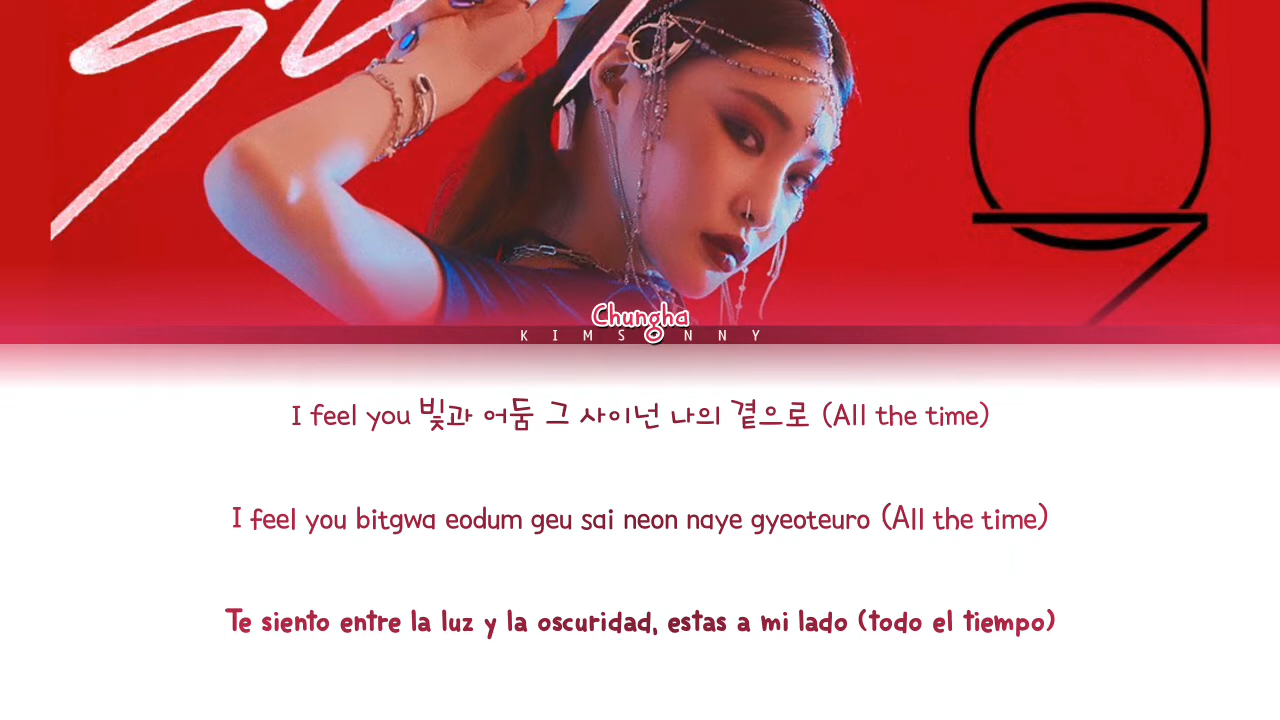 Chungha
KIMSUNNY
I feel you 빛과 어둠 그 사이넌 나의 곁으로 (All the time)
I feel you bitgwa eodum geu sai neon naye gyeoteuro (All the time)
Te siento entre la luz y la oscuridad, estas a mi lado (todo el tiempo)